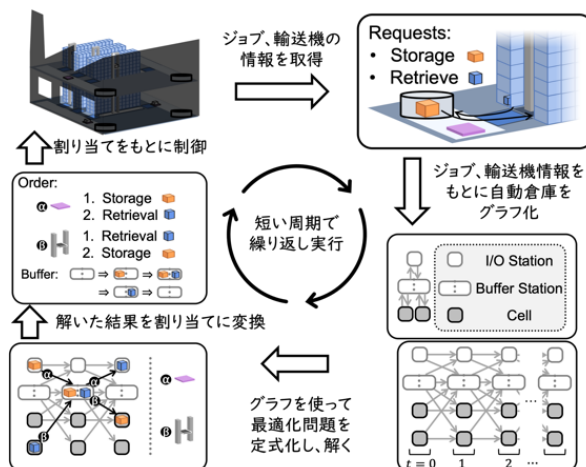 ジョブ、輸送機の
情報を取得
Requests:
• Storage
• Retrieve
割り当てをもとに制御
ジョブ、輸送機情報を
もとに自動倉庫を
グラフ化
Order:
α
1. Storage
2. Retrieval
β
1. Retrieval
2. Storage
Buffer:
短い周期で
繰り返し実行
I/O Station
Buffer Station
Cell
解いた結果を割り当てに変換
α
α
α
β
β
β
グラフを使って
最適化問題を
定式化し、解く
...
...
t = 0
1
2
...